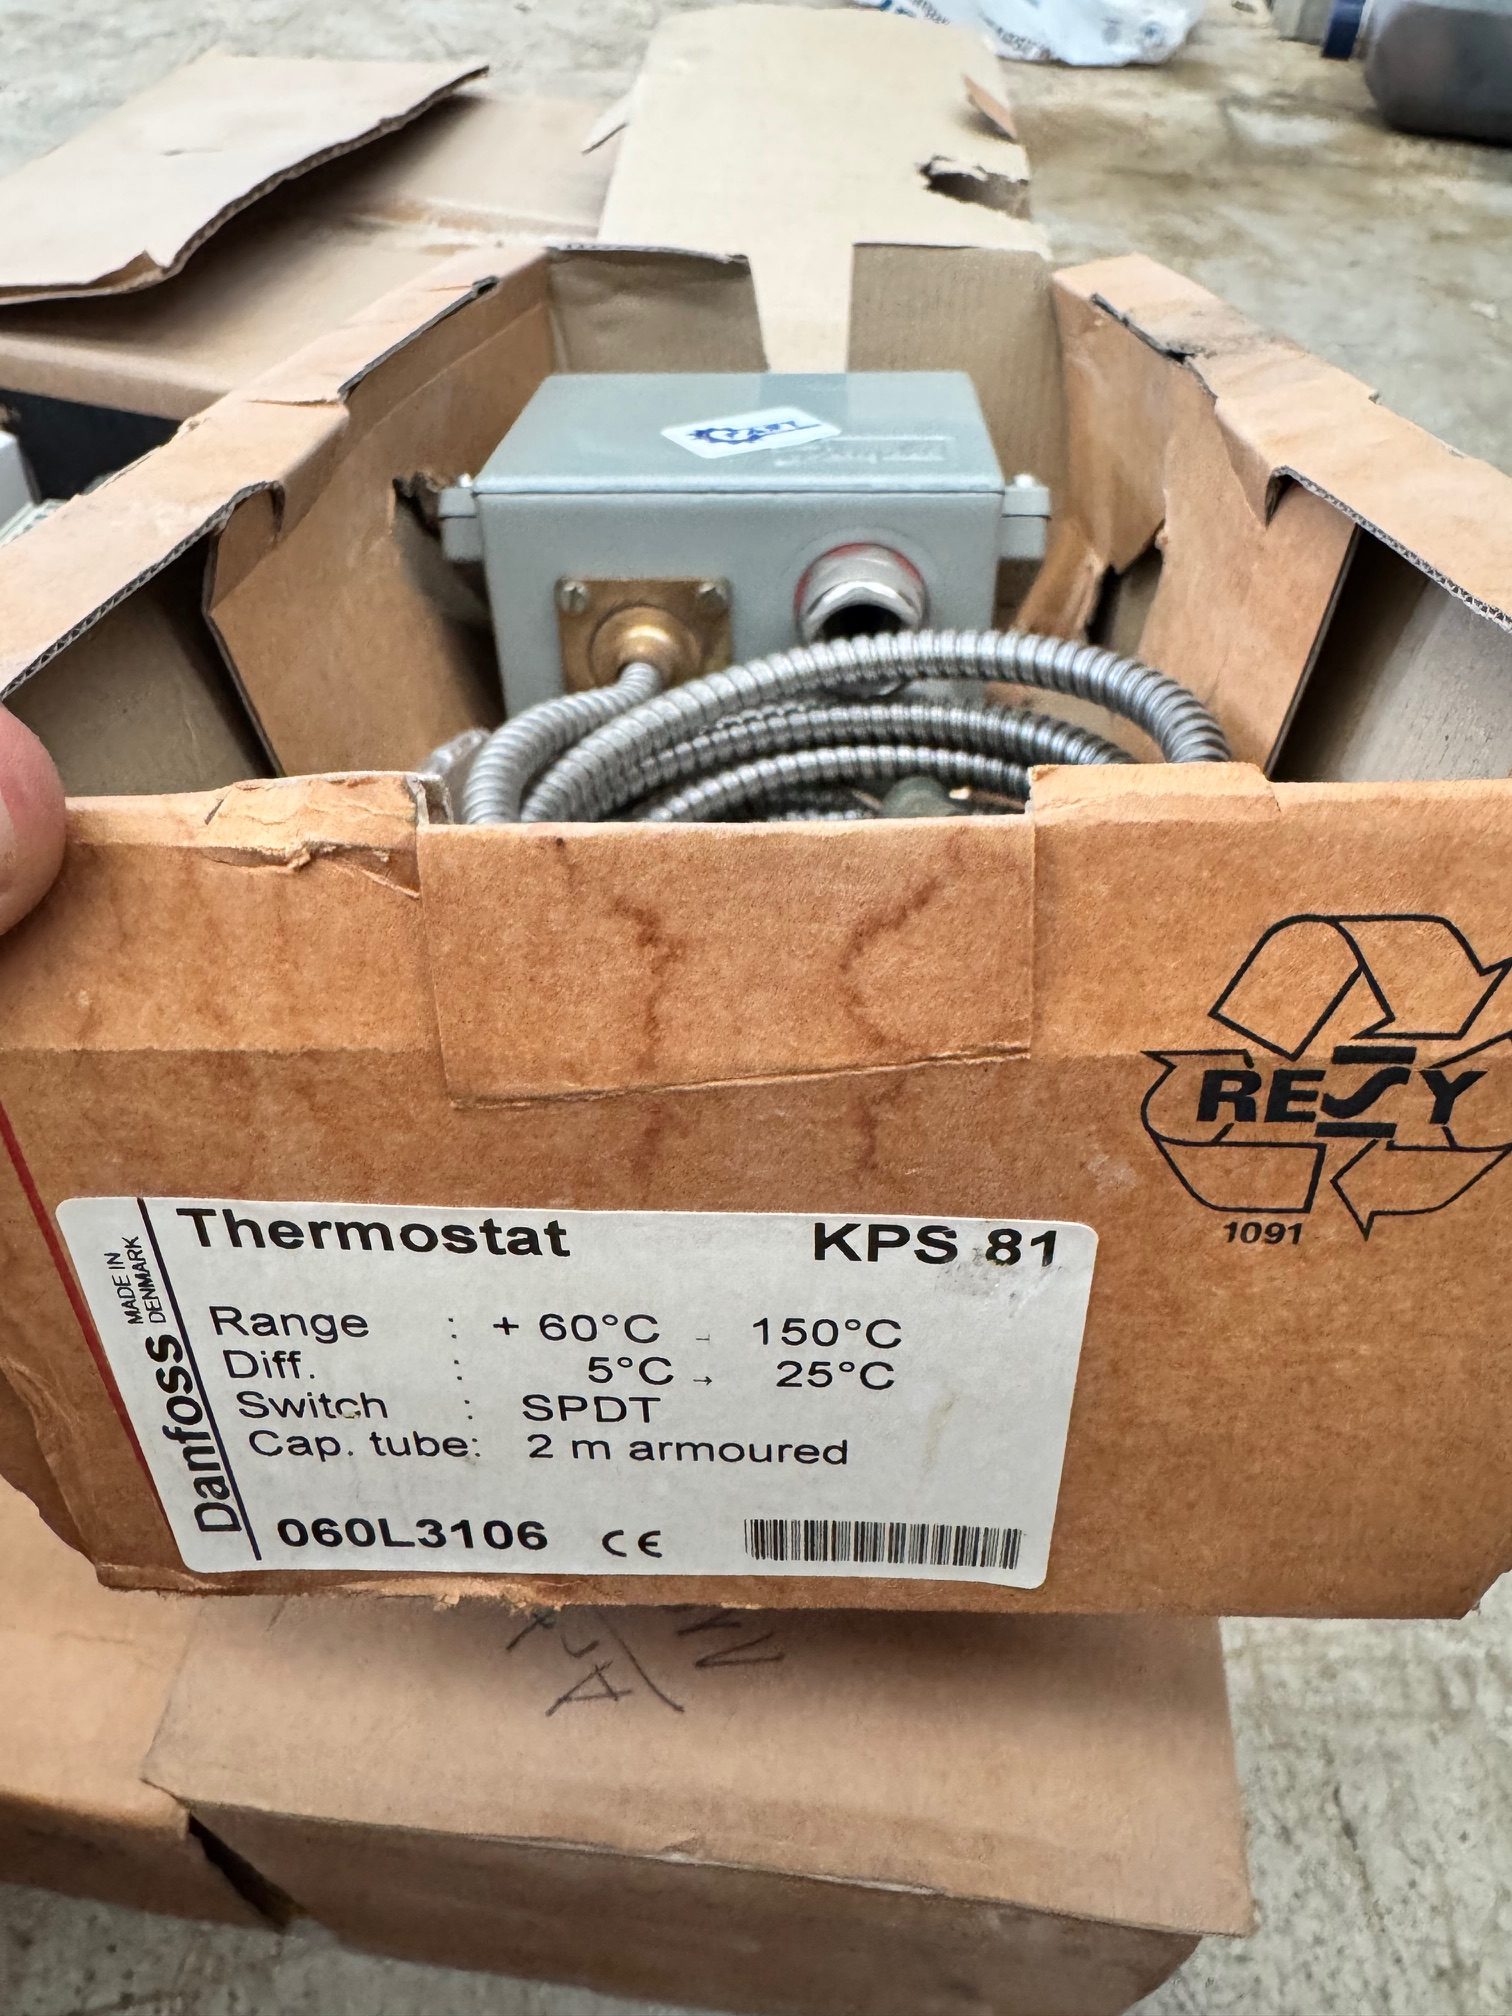 RESY
1091
Thermostat KPS 81
MADE IN
DENMARK
Danfoss
Range : + 60°C - 150°C
Diff. : 5°C → 25°C
Switch : SPDT
Cap. tube: 2 m armoured
060L3106 CE